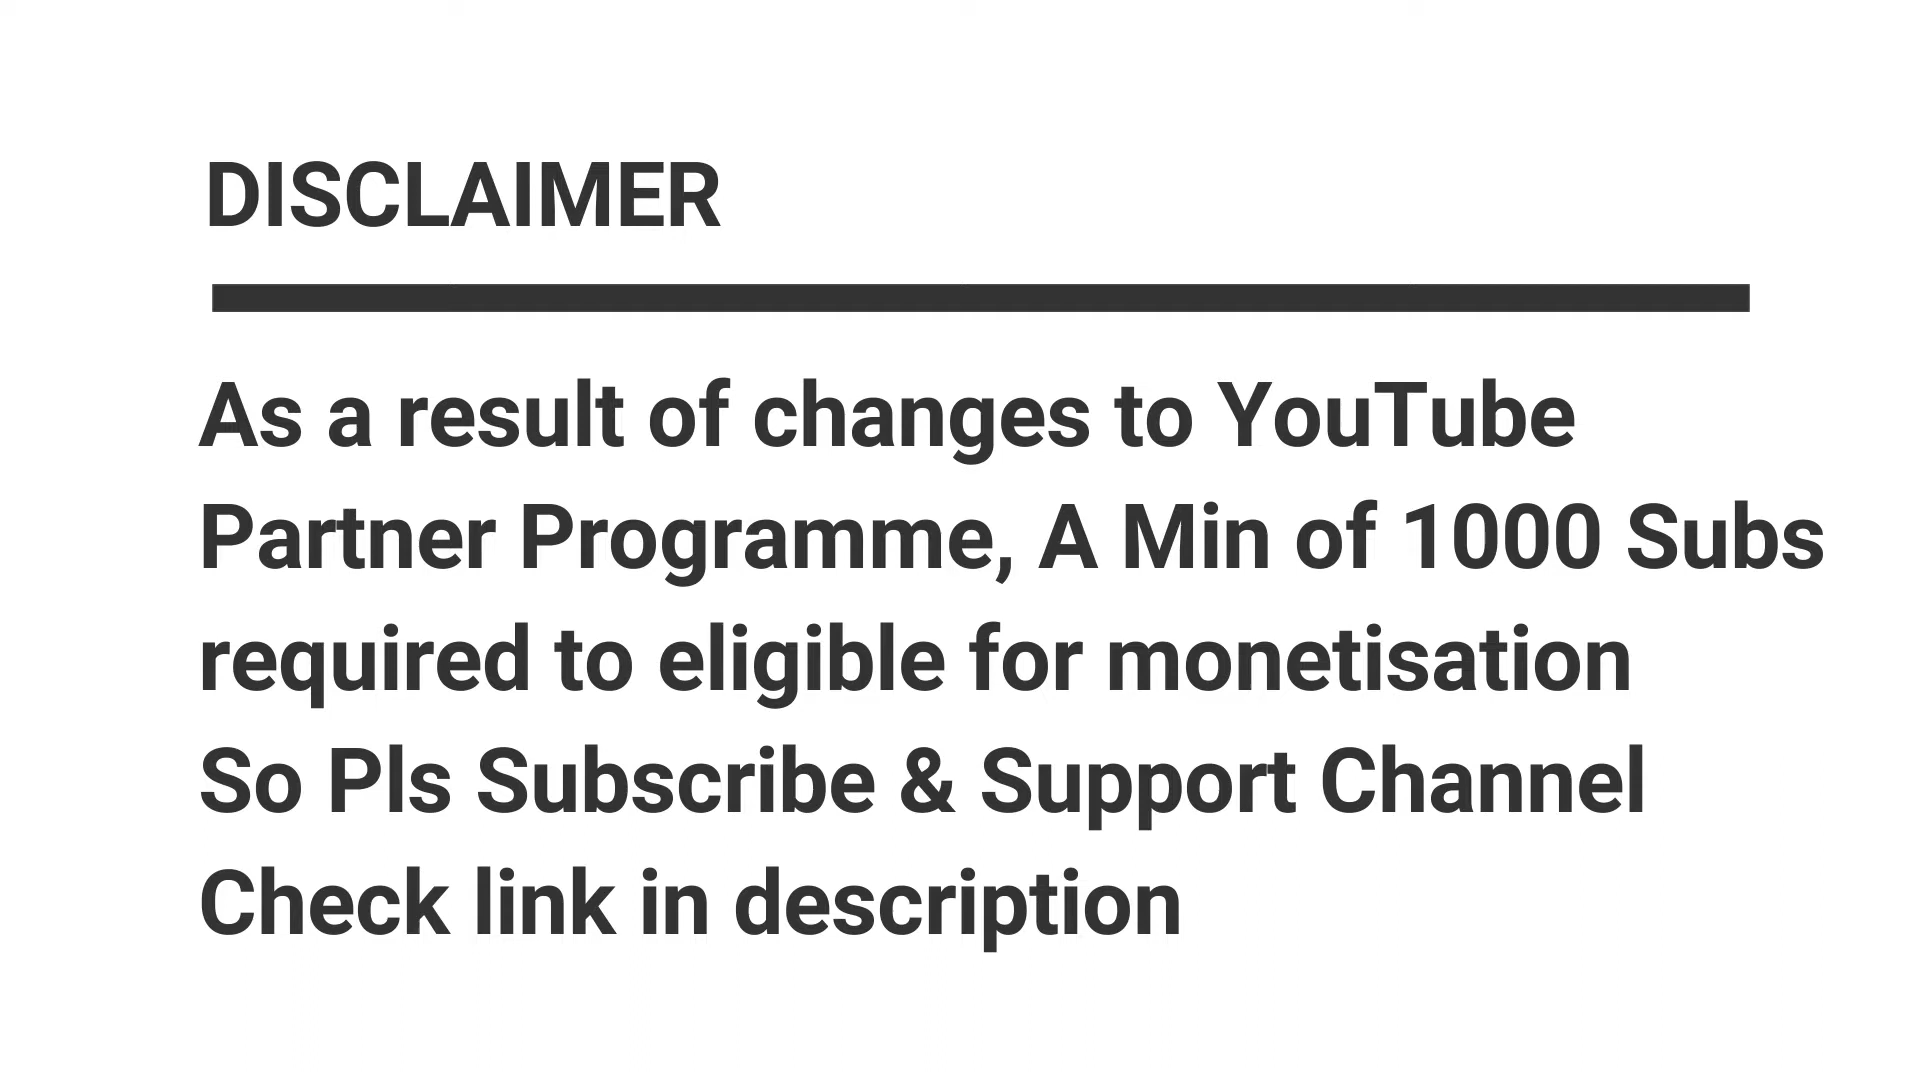 DISCLAIMER
As a result of changes to YouTube
Partner Programme, A Min of 1000 Subs
required to eligible for monetisation
So Pls Subscribe & Support Channel
Check link in description